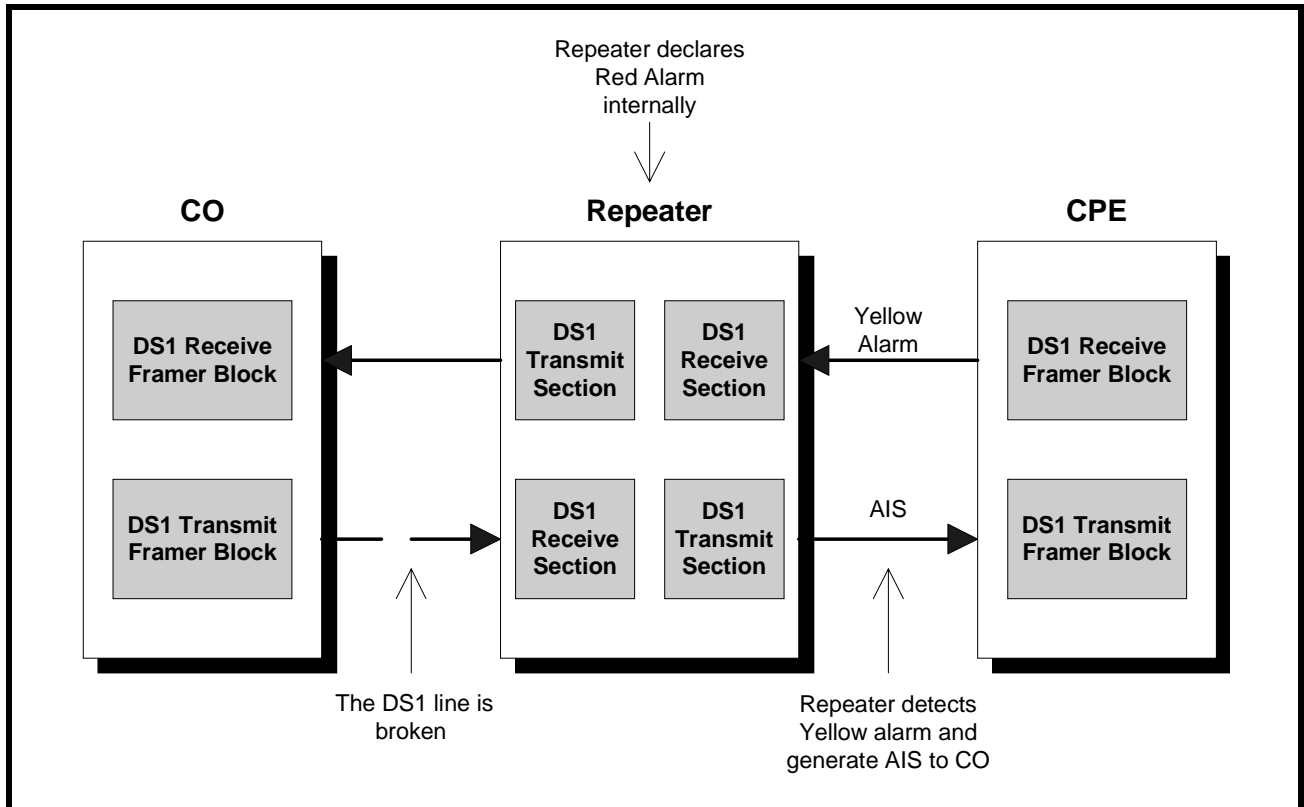 Repeater declares
Red Alarm
internally
CO
Repeater
CPE
DS1 Receive
Framer Block
DS1
Transmit
Section
DS1
Receive
Section
Yellow
Alarm
DS1 Receive
Framer Block
DS1 Transmit
Framer Block
DS1
Receive
Section
DS1
Transmit
Section
AIS
DS1 Transmit
Framer Block
The DS1 line is
broken
Repeater detects
Yellow alarm and
generate AIS to CO